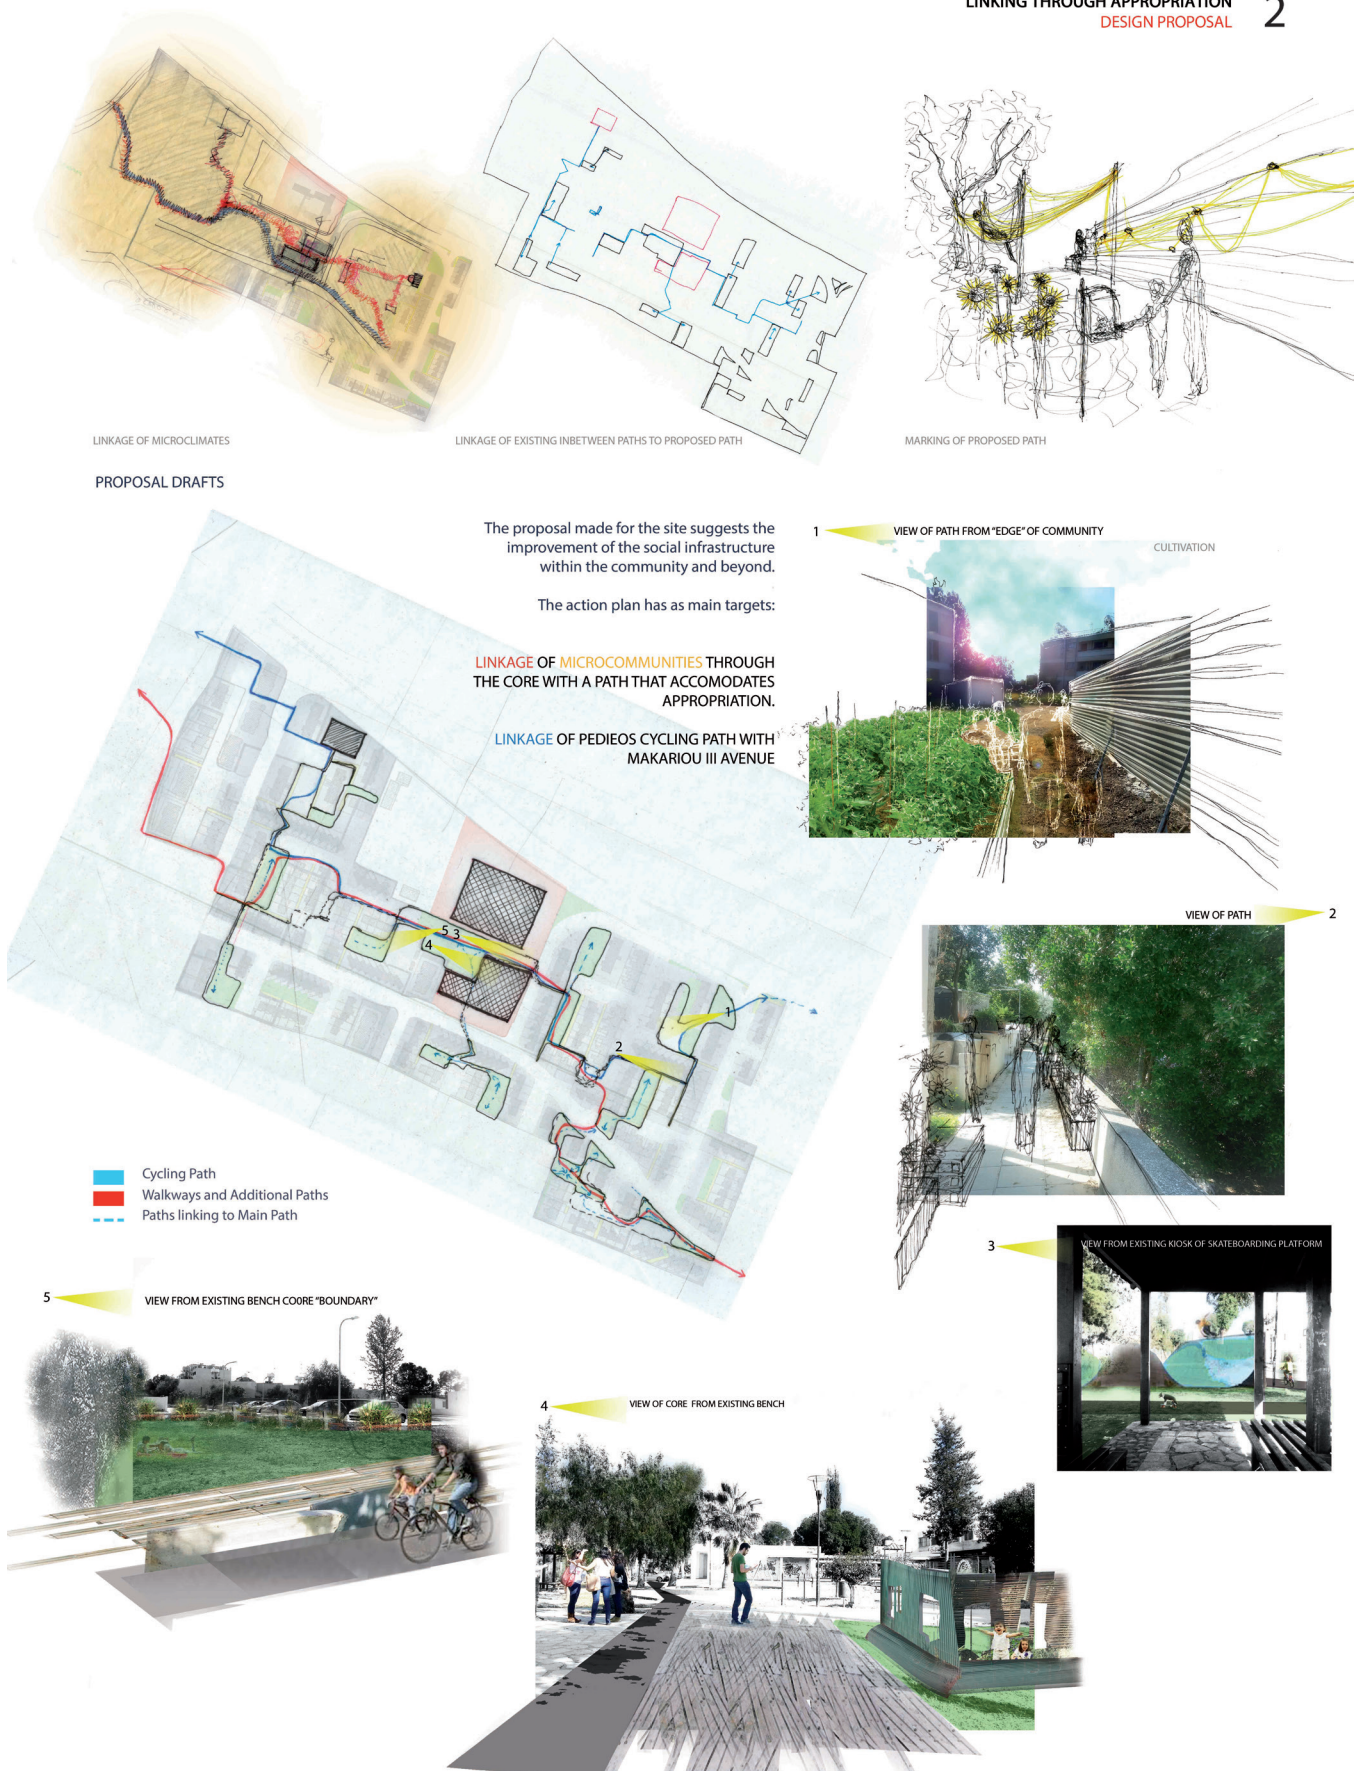 LINKING THROUGH APPROPRIATION
DESIGN PROPOSAL
2
LINKAGE OF MICROCLIMATES
LINKAGE OF EXISTING INBETWEEN PATHS TO PROPOSED PATH
MARKING OF PROPOSED PATH
PROPOSAL DRAFTS
The proposal made for the site suggests the
improvement of the social infrastructure
within the community and beyond.
The action plan has as main targets:
LINKAGE OF MICROCOMMUNITIES THROUGH
THE CORE WITH A PATH THAT ACCOMODATES
APPROPRIATION.
LINKAGE OF PEDIEOS CYCLING PATH WITH
MAKARIOU III AVENUE
1
VIEW OF PATH FROM "EDGE" OF COMMUNITY
CULTIVATION
VIEW OF PATH
2
5
3
4
1
2
Cycling Path
Walkways and Additional Paths
Paths linking to Main Path
3
VIEW FROM EXISTING KIOSK OF SKATEBOARDING PLATFORM
5
VIEW FROM EXISTING BENCH CO0RE "BOUNDARY"
4
VIEW OF CORE FROM EXISTING BENCH